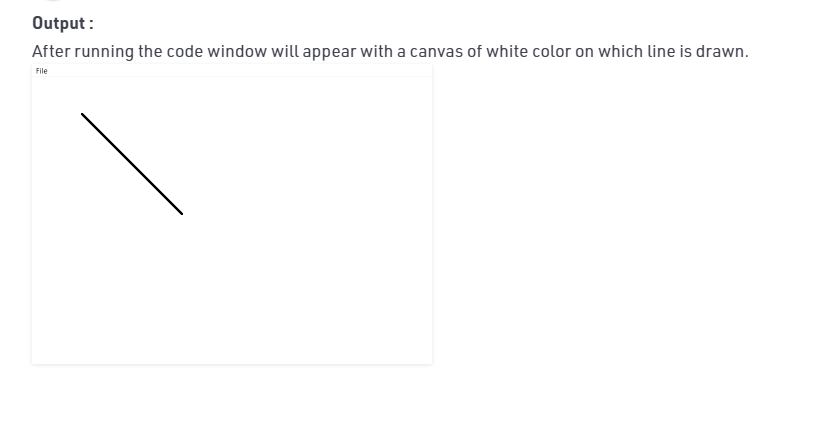 Output :
After running the code window will appear with a canvas of white color on which line is drawn.
File